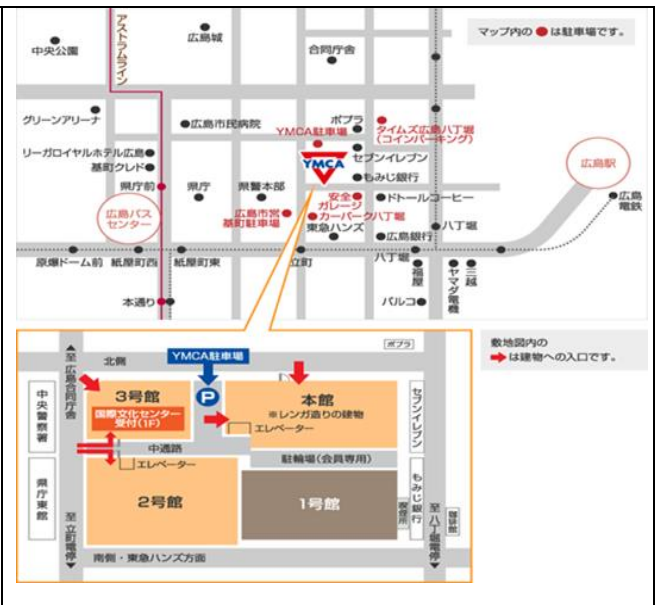 マップ内の●は駐車場です。
アストラムライン
中央公園
広島城
合同庁舎
グリーンアリーナ
広島市民病院
ポプラ
YMCA駐車場
タイムズ広島八丁堀
(コインパーキング)
リーガロイヤルホテル広島
基町クレド
YMCA
セブンイレブン
もみじ銀行
広島駅
県庁前
県庁
県警本部
安全
ガレージ
ドトールコーヒー
広島
電鉄
広島バス
センター
広島市営
基町駐車場
カーパーク八丁堀
東急ハンズ
広島銀行
八丁堀
原爆ドーム前
紙屋町西
紙屋町東
立町
八丁堀
福屋
ヤマダ電機
三越
本通り
パルコ
敷地図内の
➡は建物への入口です。
至広島合同庁舎
北側
YMCA駐車場
ポプラ
中央警察署
3号館
国際文化センター
受付(1F)
P
本館
※レンガ造りの建物
エレベーター
セブンイレブン
中通路
エレベーター
駐輪場(会員専用)
県庁東館
2号館
1号館
もみじ銀行
至立町電停
至八丁堀電停
南側・東急ハンズ方面